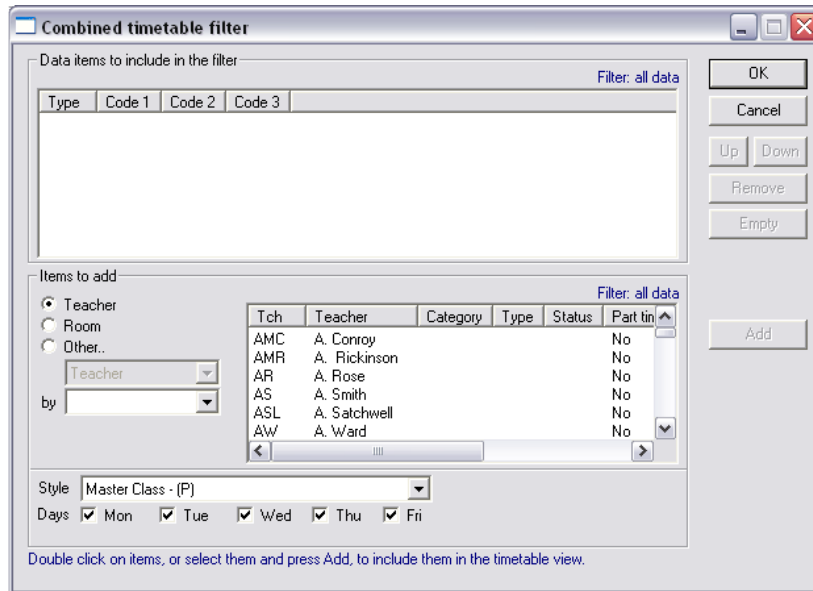 Combined timetable filter
Data items to include in the filter
Filter: all data
Type Code 1 Code 2 Code 3
OK
Cancel
Up Down
Remove
Empty
Items to add
Filter: all data
Teacher
Room
Other..
Teacher
by
Tch Teacher Category Type Status Part tin
AMC A. Conroy No
AMR A. Rickinson No
AR A. Rose No
AS A. Smith No
ASL A. Satchwell No
AW A. Ward No
Add
Style Master Class - (P)
Days Mon Tue Wed Thu Fri
Double click on items, or select them and press Add, to include them in the timetable view.